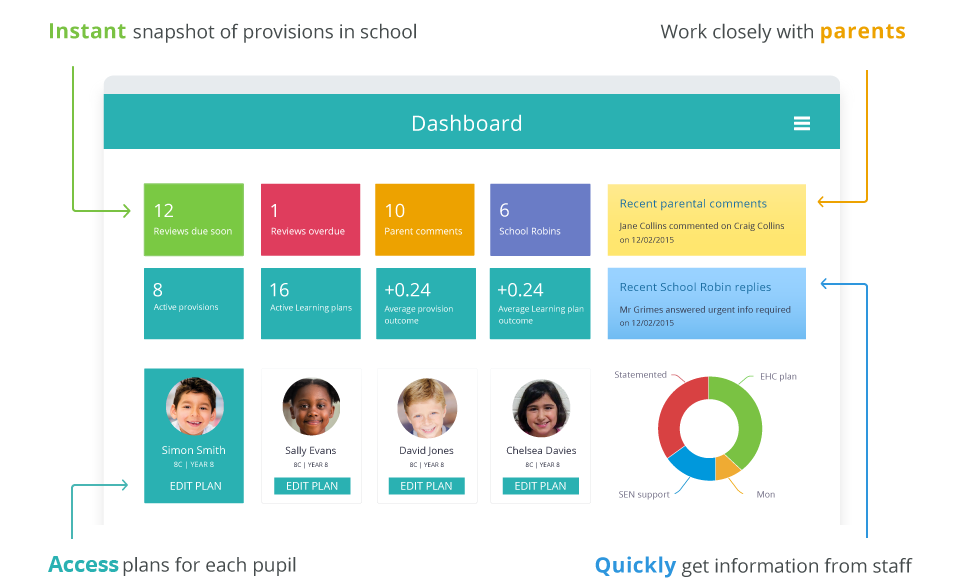 Instant snapshot of provisions in school
Work closely with parents
Dashboard
12
Reviews due soon
1
Reviews overdue
10
Parent comments
6
School Robins
Recent parental comments
Jane Collins commented on Craig Collins
on 12/02/2015
8
Active provisions
16
Active Learning plans
+0.24
Average provision
outcome
+0.24
Average Learning plan
outcome
Recent School Robin replies
Mr Grimes answered urgent info required
on 12/02/2015
Simon Smith
8C | YEAR 8
EDIT PLAN
Sally Evans
8C | YEAR 8
EDIT PLAN
David Jones
8C | YEAR 8
EDIT PLAN
Chelsea Davies
8C | YEAR 8
EDIT PLAN
Statemented
EHC plan
SEN support
Mon
Access plans for each pupil
Quickly get information from staff